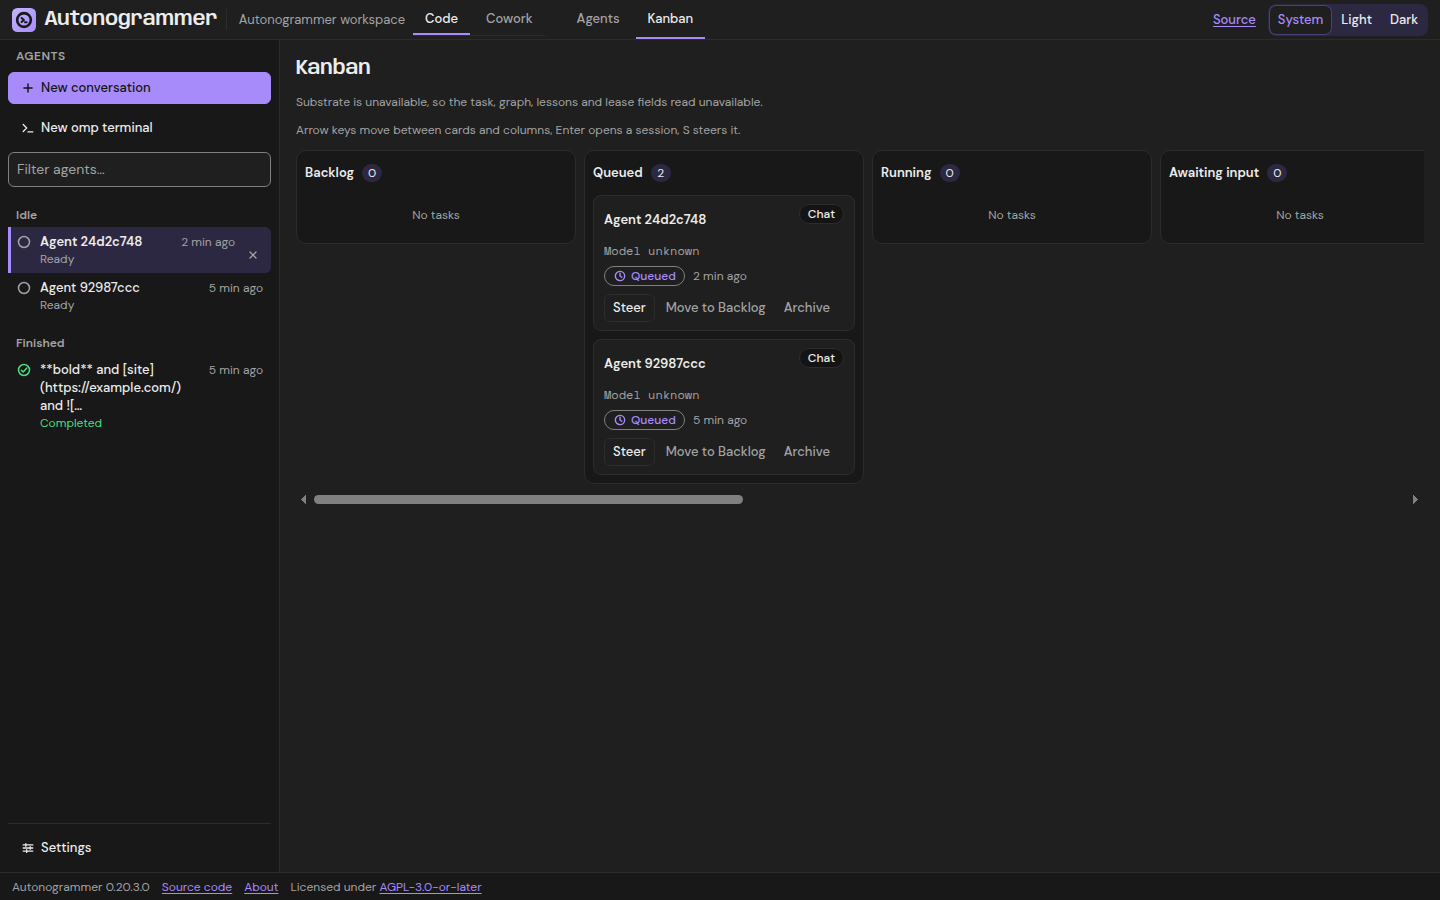 Autonogrammer
Autonogrammer workspace
Code
Cowork
Agents
Kanban
Source
System
Light
Dark
AGENTS
New conversation
New omp terminal
Filter agents...
Idle
Agent 24d2c748
2 min ago
Ready
Agent 92987ccc
5 min ago
Ready
Finished
**bold** and [site]
5 min ago
(https://example.com/)
and ![...
Completed
Settings
Kanban
Substrate is unavailable, so the task, graph, lessons and lease fields read unavailable.
Arrow keys move between cards and columns, Enter opens a session, S steers it.
Backlog 0
No tasks
Queued 2
Agent 24d2c748
Chat
Model unknown
Queued
2 min ago
Steer
Move to Backlog
Archive
Agent 92987ccc
Chat
Model unknown
Queued
5 min ago
Steer
Move to Backlog
Archive
Running 0
No tasks
Awaiting input 0
No tasks
Autonogrammer 0.20.3.0
Source code
About
Licensed under AGPL-3.0-or-later